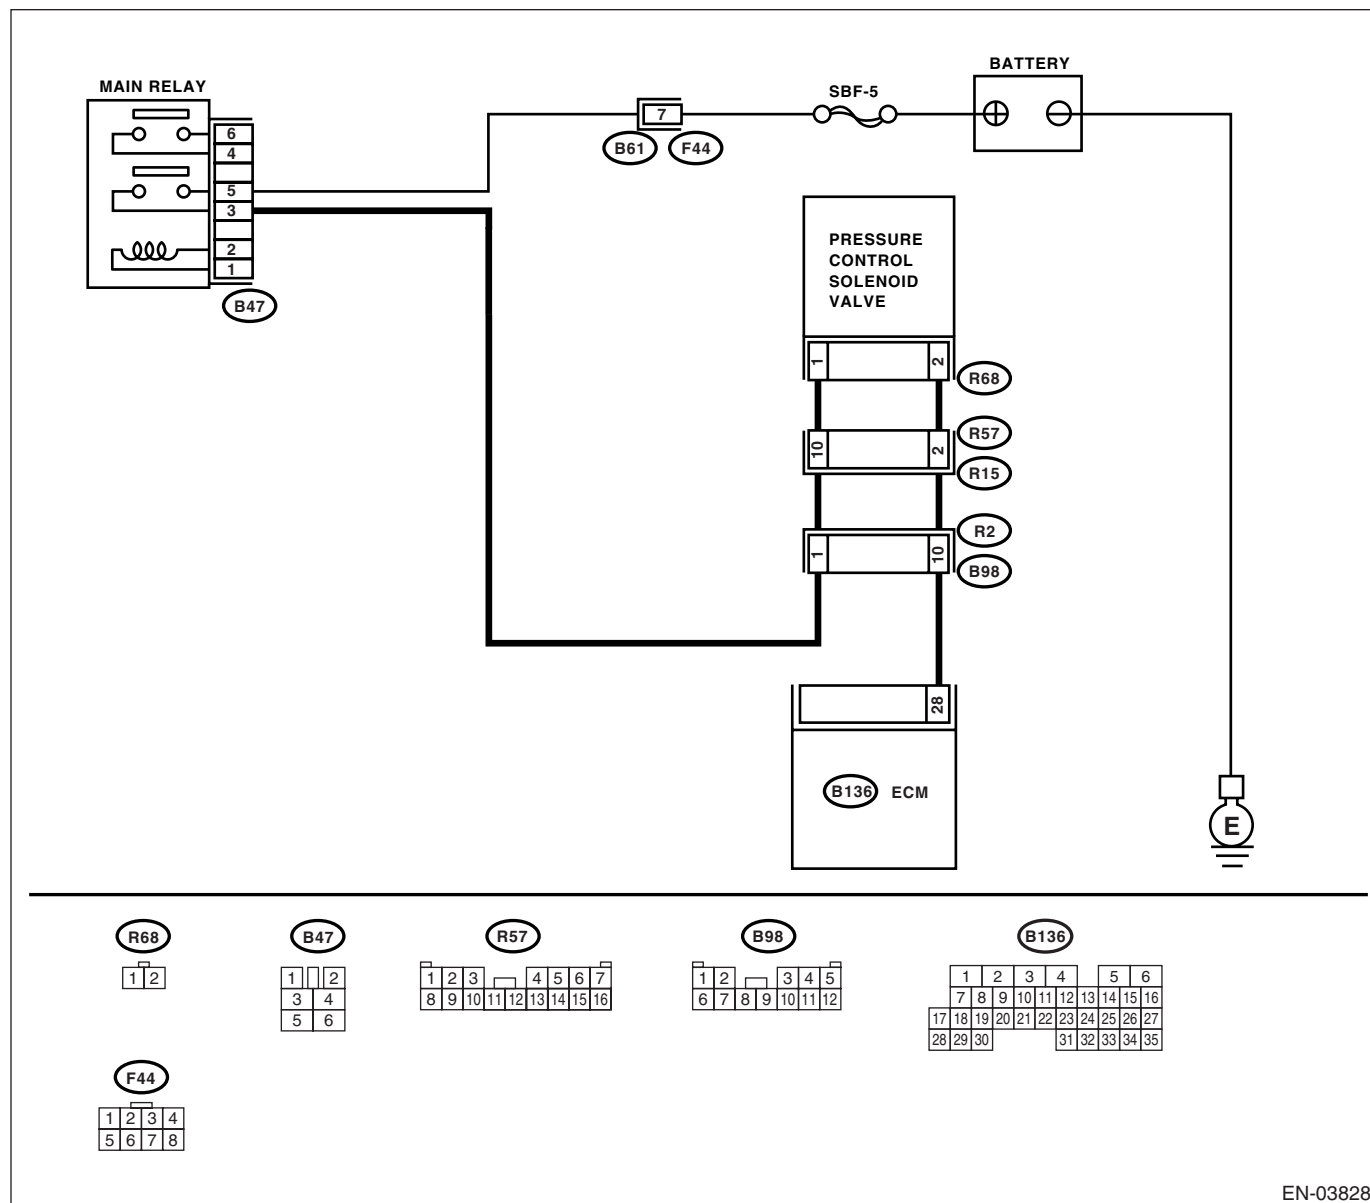 BATTERY
MAIN RELAY
SBF-5
7
B61 F44
6
4
5
3
2
1
B47
PRESSURE
CONTROL
SOLENOID
VALVE
1 2
R68
10 2
R57
R15
1 10
R2
B98
28
B136 ECM
E
R68 B47 R57 B98 B136
1 2
1 2
3 4
5 6
1 2 3 4 5 6 7
8 9 10 11 12 13 14 15 16
1 2 3 4 5
6 7 8 9 10 11 12
1 2 3 4 5 6
7 8 9 10 11 12 13 14 15 16
17 18 19 20 21 22 23 24 25 26 27
28 29 30 31 32 33 34 35
F44
1 2 3 4
5 6 7 8
EN-03828